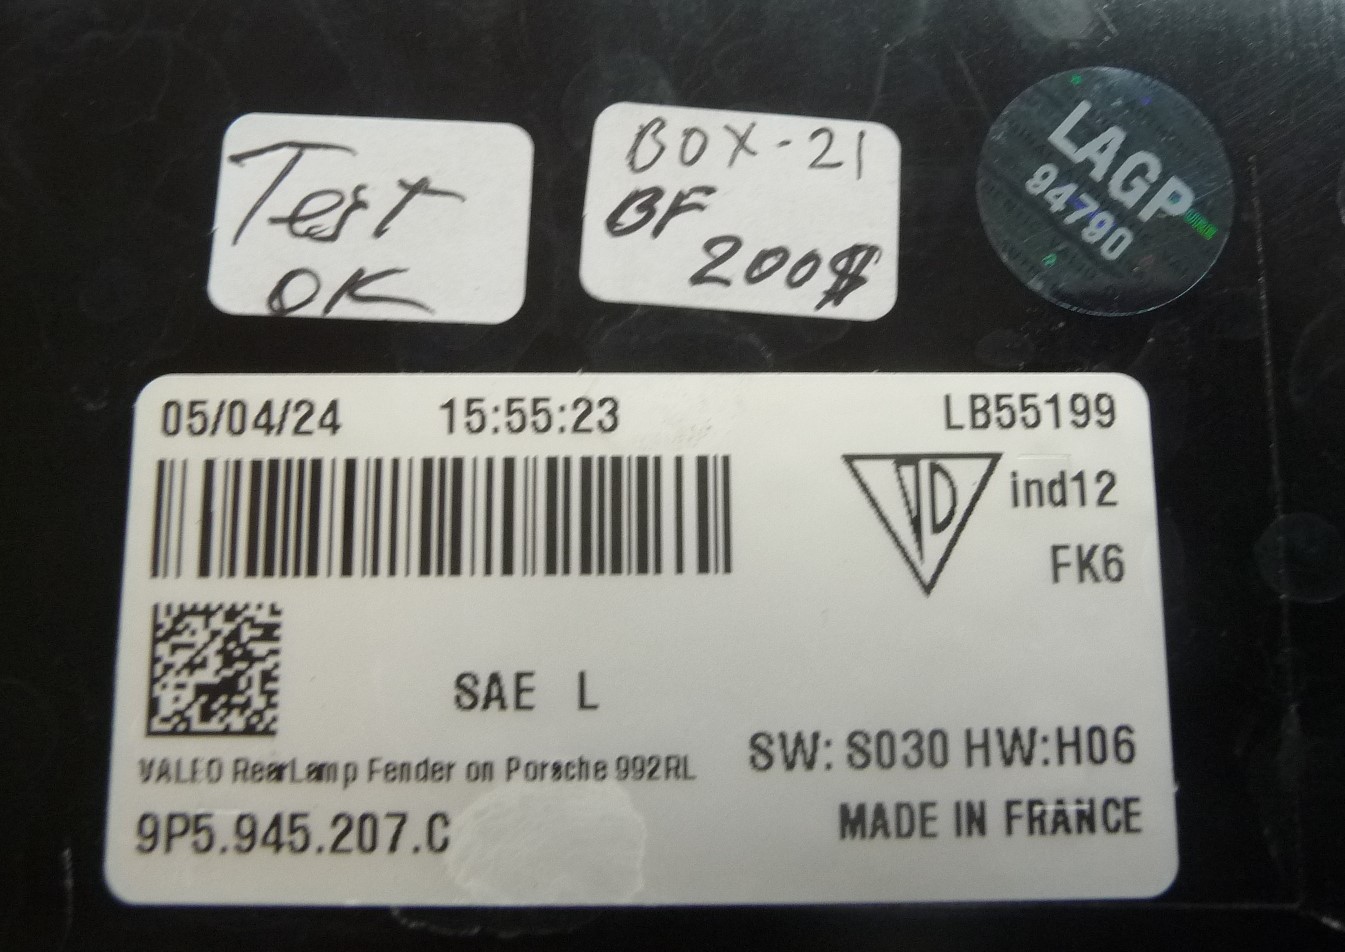 Test
OK
BOX-21
BF
200$
LAGP
94790
05/04/24 15:55:23 LB55199
VD
ind12
FK6
SAE L
SW: S030 HW:H06
VALEO RearLamp Fender on Porsche 992RL
9P5.945.207.C
MADE IN FRANCE